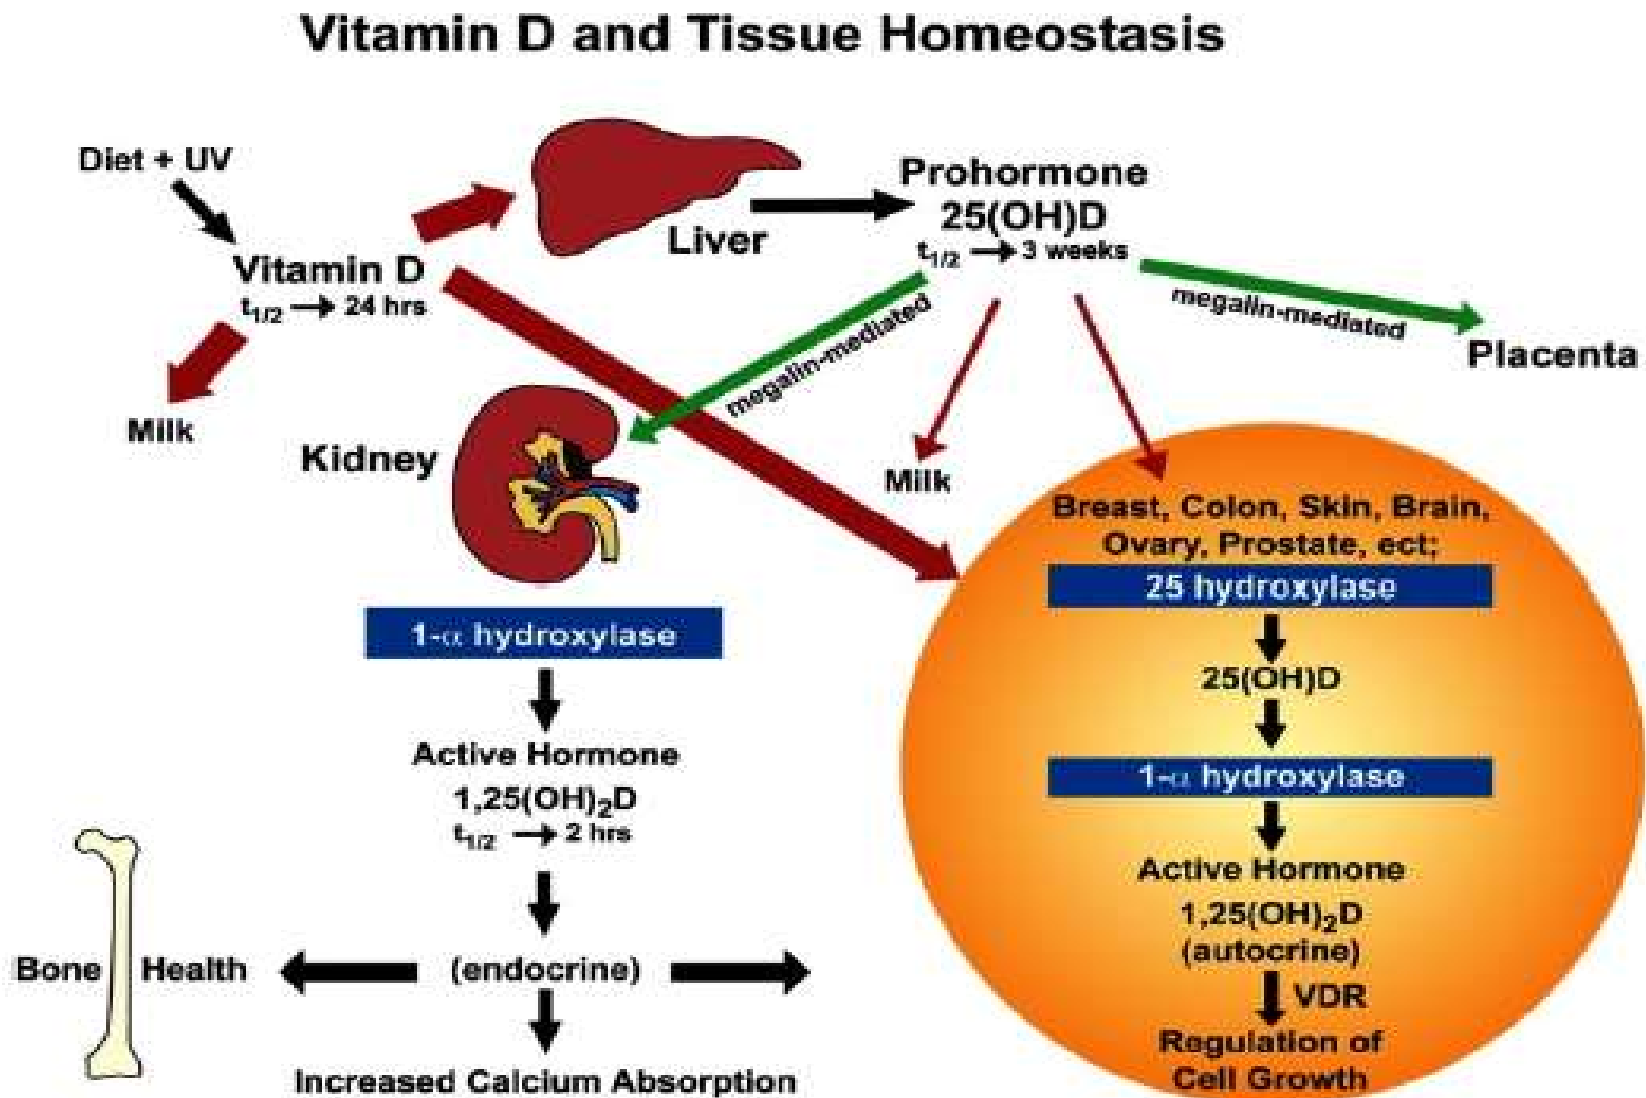 Vitamin D and Tissue Homeostasis
Diet + UV
Vitamin D
t1/2 → 24 hrs
Milk
Liver
Prohormone
25(OH)D
t1/2 → 3 weeks
megalin-mediated
megalin-mediated
Placenta
Kidney
Milk
1-α hydroxylase
Active Hormone
1,25(OH)2D
t1/2 → 2 hrs
(endocrine)
Bone Health
Increased Calcium Absorption
Breast, Colon, Skin, Brain,
Ovary, Prostate, ect;
25 hydroxylase
25(OH)D
1-α hydroxylase
Active Hormone
1,25(OH)2D
(autocrine)
VDR
Regulation of
Cell Growth